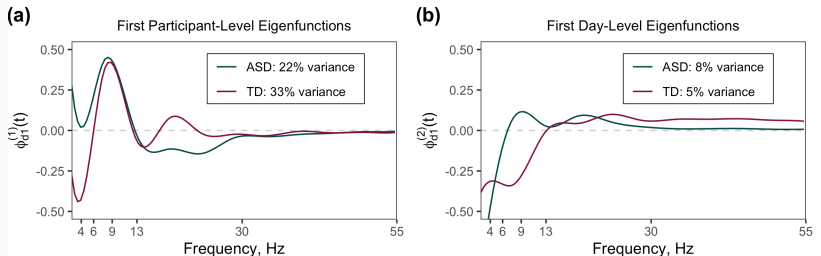 (a)
First Participant-Level Eigenfunctions
ϕ_d1^(1)(t)
0.50
0.25
0.00
-0.25
-0.50
ASD: 22% variance
TD: 33% variance
4 6 9 13 30 55
Frequency, Hz
(b)
First Day-Level Eigenfunctions
ϕ_d1^(2)(t)
0.50
0.25
0.00
-0.25
-0.50
ASD: 8% variance
TD: 5% variance
4 6 9 13 30 55
Frequency, Hz